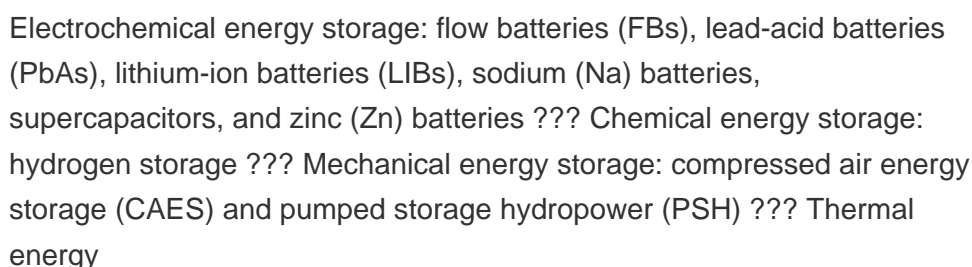 Electrochemical energy storage: flow batteries (FBs), lead-acid batteries
(PbAs), lithium-ion batteries (LIBs), sodium (Na) batteries,
supercapacitors, and zinc (Zn) batteries ??? Chemical energy storage:
hydrogen storage ??? Mechanical energy storage: compressed air energy
storage (CAES) and pumped storage hydropower (PSH) ??? Thermal
energy